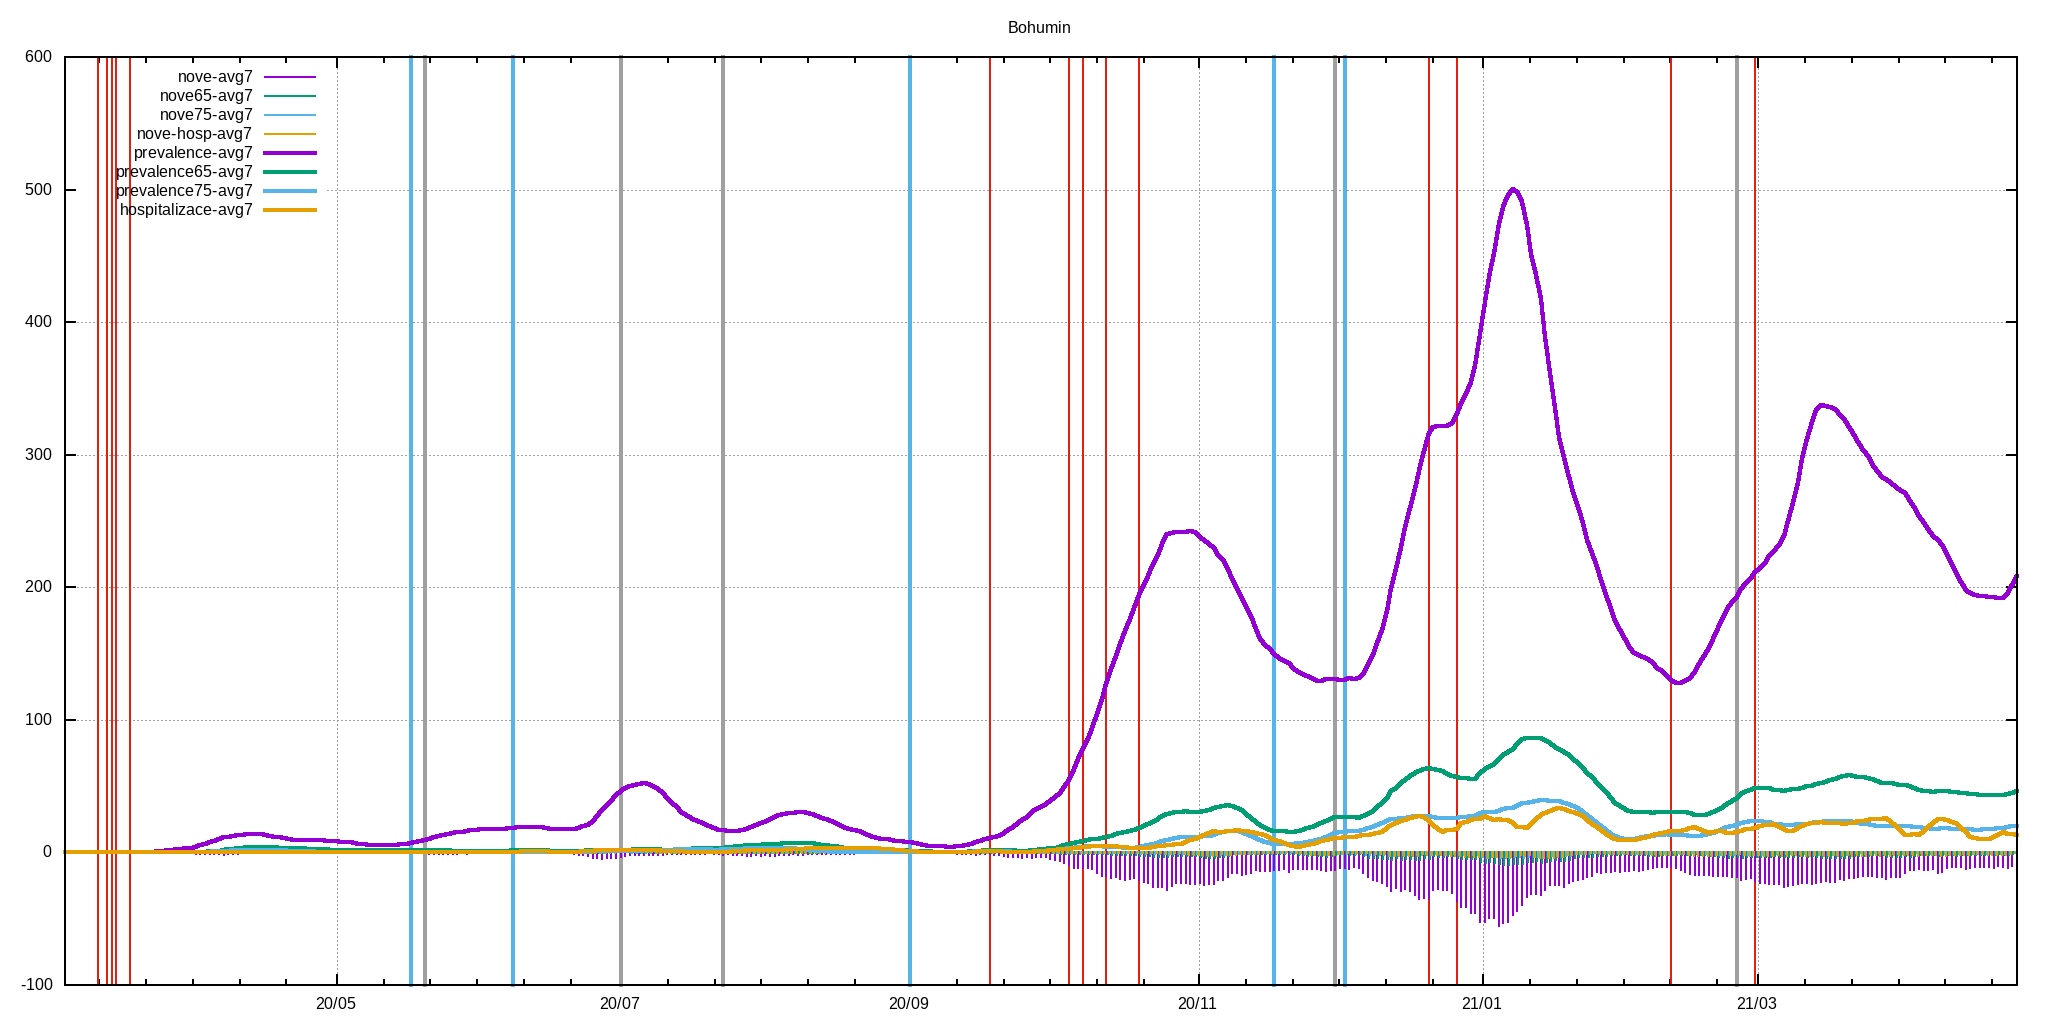 Bohumin
600
500
400
300
200
100
0
-100
nove-avg7
nove65-avg7
nove75-avg7
nove-hosp-avg7
prevalence-avg7
prevalence65-avg7
prevalence75-avg7
hospitalizace-avg7
20/05 20/07 20/09 20/11 21/01 21/03